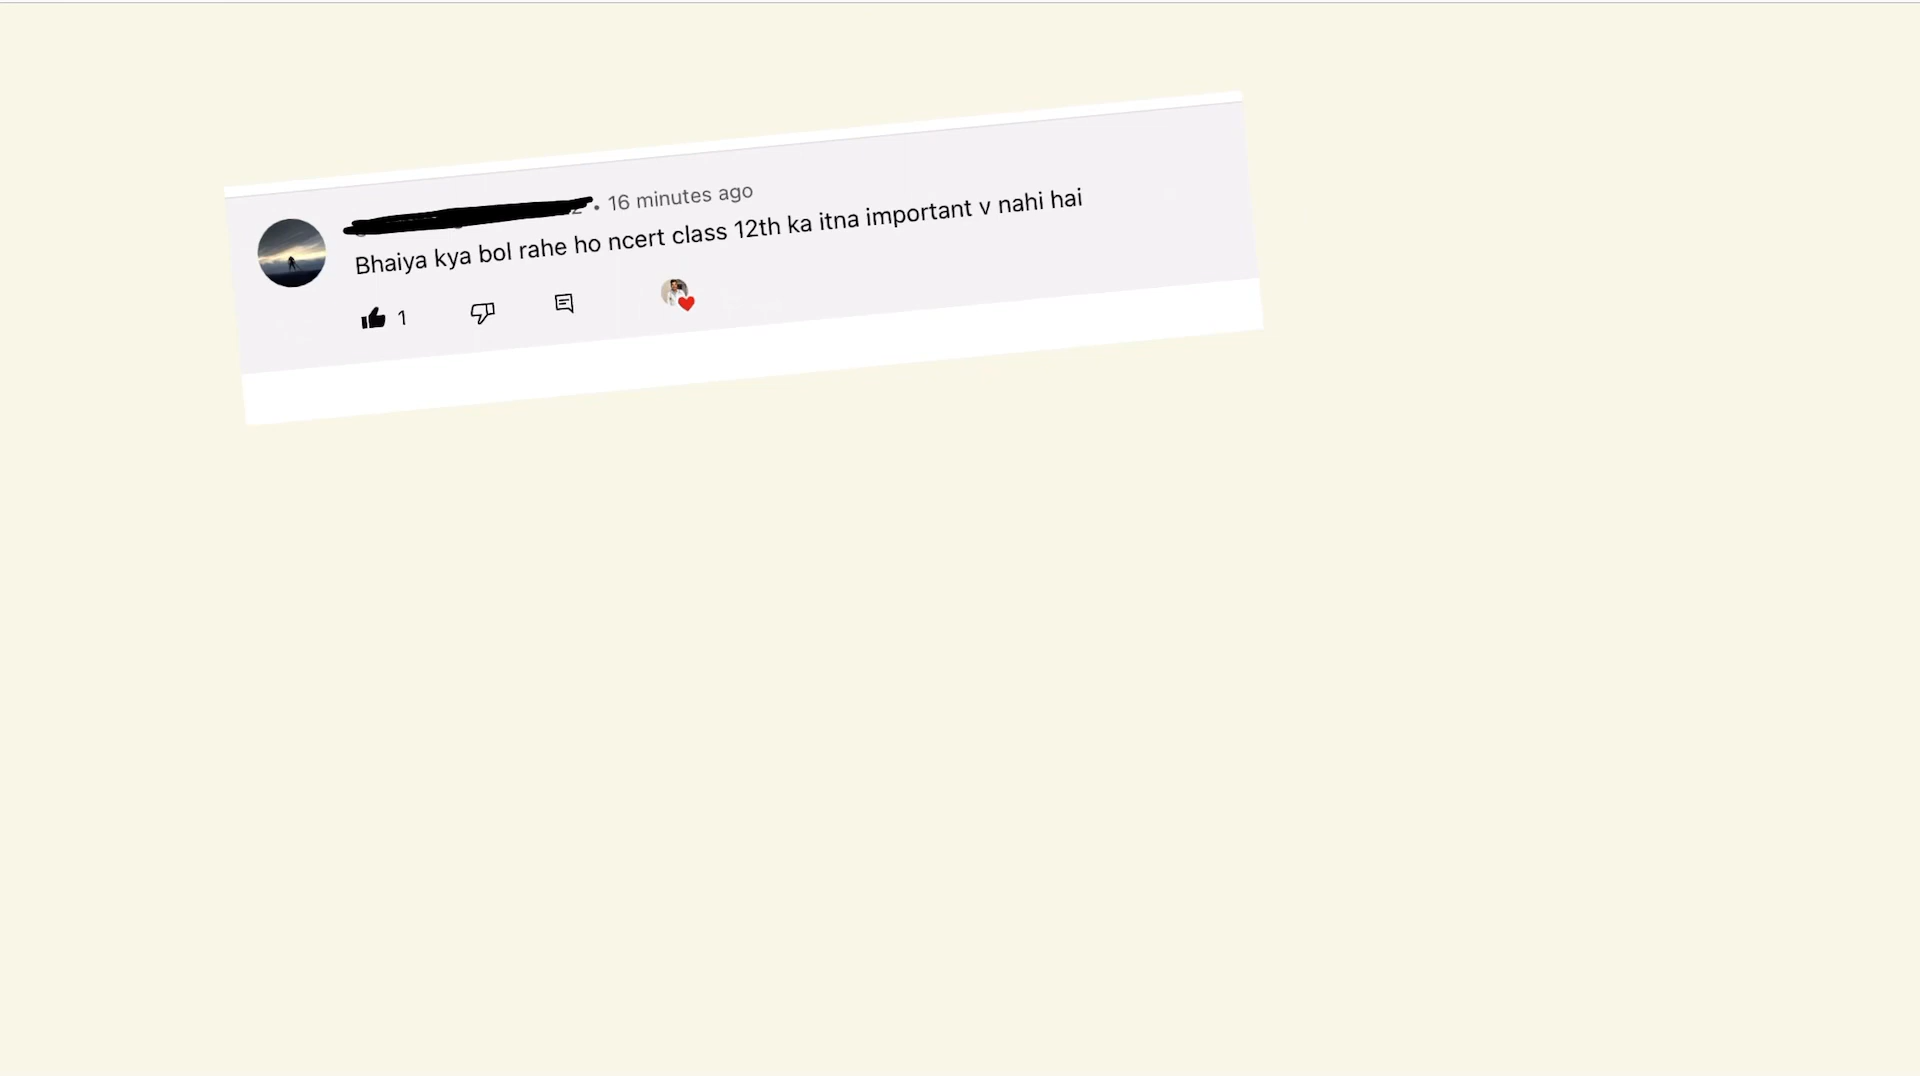 • 16 minutes ago
Bhaiya kya bol rahe ho ncert class 12th ka itna important v nahi hai
1